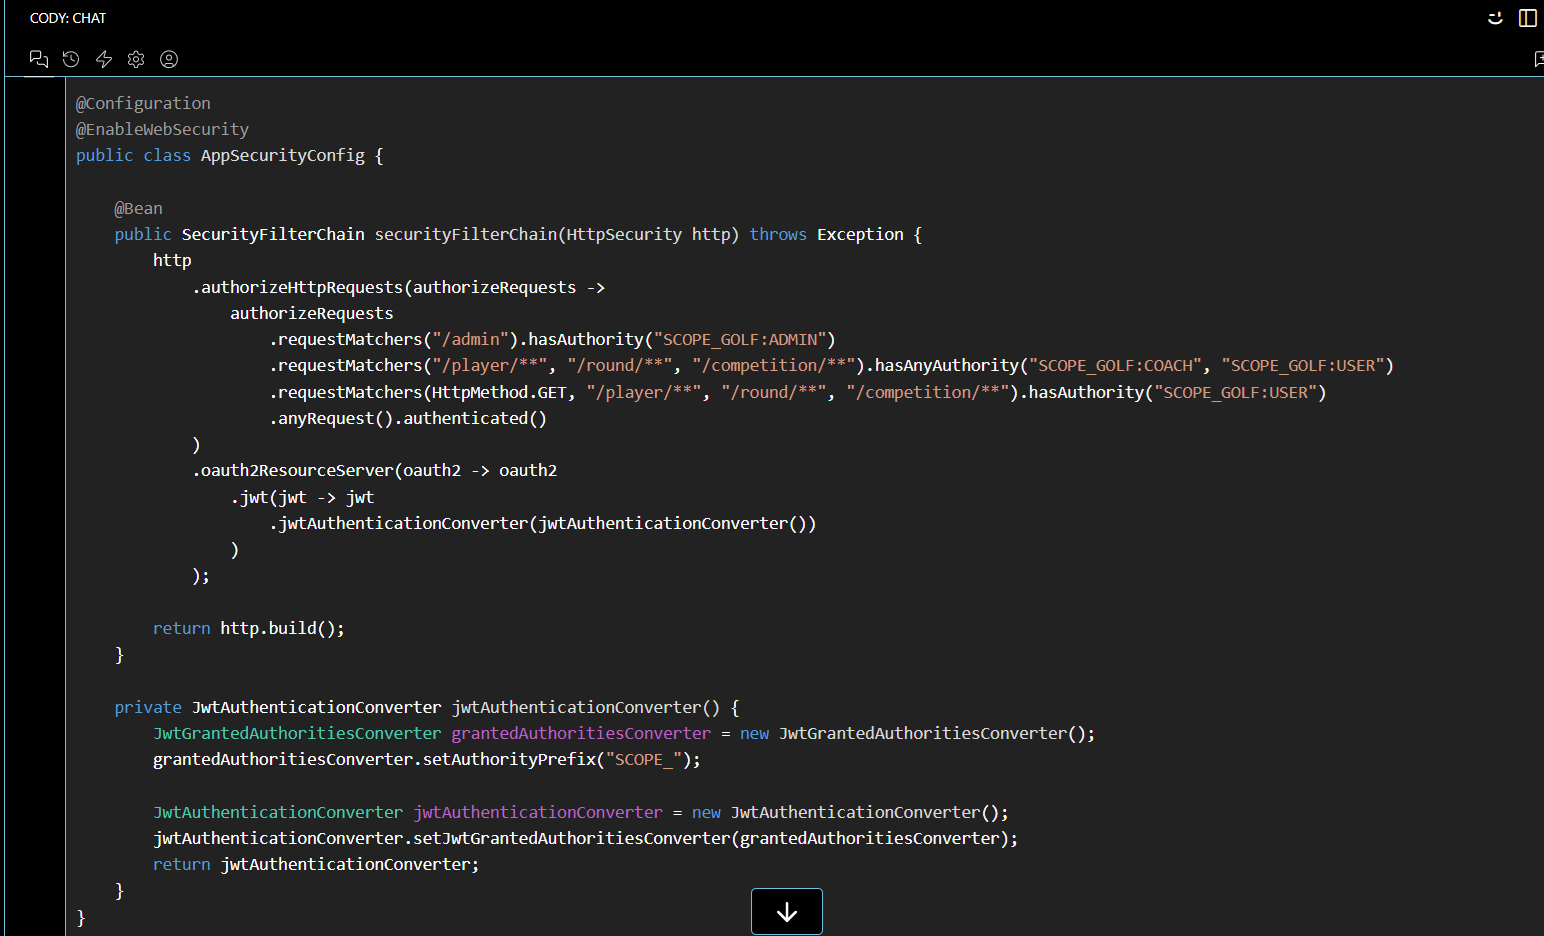 CODY: CHAT
@Configuration
@EnableWebSecurity
public class AppSecurityConfig {
@Bean
public SecurityFilterChain securityFilterChain(HttpSecurity http) throws Exception {
http
.authorizeHttpRequests(authorizeRequests ->
authorizeRequests
.requestMatchers("/admin").hasAuthority("SCOPE_GOLF:ADMIN")
.requestMatchers("/player/**", "/round/**", "/competition/**").hasAnyAuthority("SCOPE_GOLF:COACH", "SCOPE_GOLF:USER")
.requestMatchers(HttpMethod.GET, "/player/**", "/round/**", "/competition/**").hasAuthority("SCOPE_GOLF:USER")
.anyRequest().authenticated()
)
.oauth2ResourceServer(oauth2 -> oauth2
.jwt(jwt -> jwt
.jwtAuthenticationConverter(jwtAuthenticationConverter())
)
);
return http.build();
}
private JwtAuthenticationConverter jwtAuthenticationConverter() {
JwtGrantedAuthoritiesConverter grantedAuthoritiesConverter = new JwtGrantedAuthoritiesConverter();
grantedAuthoritiesConverter.setAuthorityPrefix("SCOPE_");
JwtAuthenticationConverter jwtAuthenticationConverter = new JwtAuthenticationConverter();
jwtAuthenticationConverter.setJwtGrantedAuthoritiesConverter(grantedAuthoritiesConverter);
return jwtAuthenticationConverter;
}
}